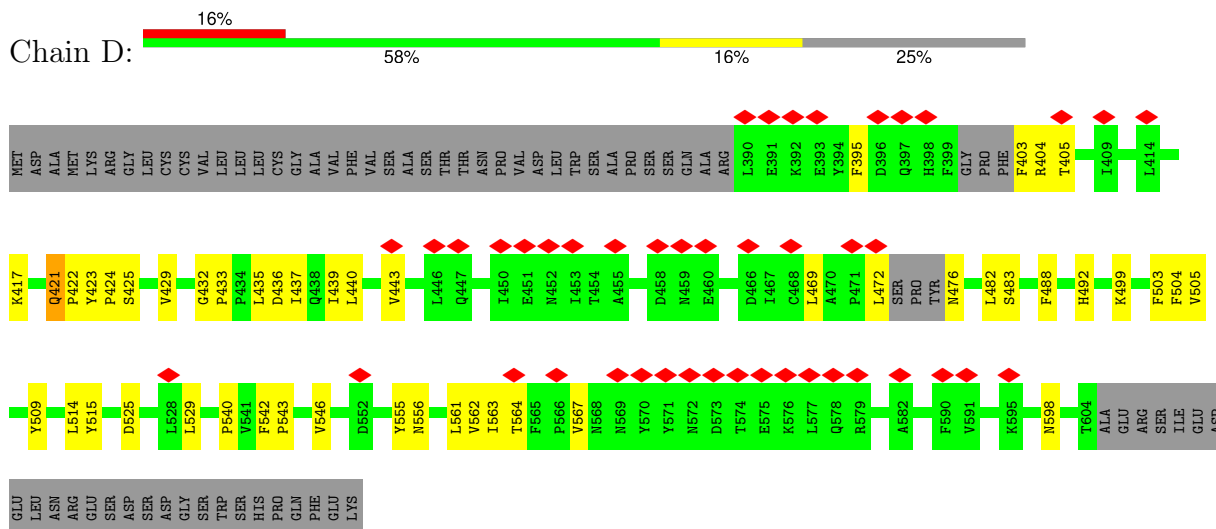 16%
Chain D:
58% 16% 25%
MET ASP ALA MET LYS ARG GLY LEU CYS CYS VAL LEU LEU LEU CYS GLY ALA VAL PHE VAL SER ALA SER THR THR ASN PRO VAL ASP LEU TRP SER ALA PRO SER SER GLN ALA ARG L390 E391 K392 E393 Y394 F395 D396 Q397 H398 F399 GLY PRO PHE F403 R404 T405 I409 L414
K417 Q421 P422 Y423 P424 S425 V429 G432 P433 P434 L435 D436 I437 Q438 I439 L440 V443 L446 Q447 I450 E451 N452 I453 T454 A455 D458 N459 E460 D466 I467 C468 L469 A470 P471 L472 SER PRO TYR N476 L482 S483 F488 H492 K499 F503 F504 V505
Y509 L514 Y515 D525 L528 L529 P540 V541 F542 P543 V546 D552 Y555 N556 L561 V562 I563 T564 F565 P566 V567 N568 N569 Y570 Y571 N572 D573 T574 E575 K576 L577 Q578 R579 A582 F590 V591 K595 N598 T604 ALA GLU ARG SER ILE GLU ASP
GLU LEU ASN ARG GLU SER ASP SER ASP GLY SER TRP SER HIS PRO GLN PHE GLU LYS